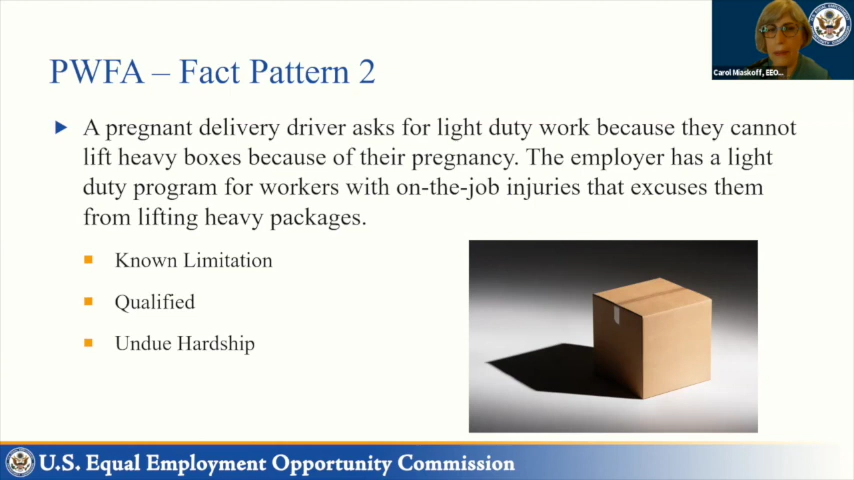 Carol Miaskoff, EEO...
PWFA – Fact Pattern 2
A pregnant delivery driver asks for light duty work because they cannot
lift heavy boxes because of their pregnancy. The employer has a light
duty program for workers with on-the-job injuries that excuses them
from lifting heavy packages.
Known Limitation
Qualified
Undue Hardship
U.S. Equal Employment Opportunity Commission